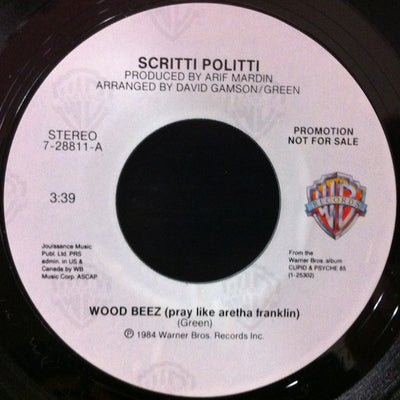 SCRITTI POLITTI
PRODUCED BY ARIF MARDIN
ARRANGED BY DAVID GAMSON/GREEN
STEREO
7-28811-A
PROMOTION
NOT FOR SALE
3:39
WB
RECORDS
Jouissance Music
Publ. Ltd. PRS
admin. in US &
Canada by WB
Music Corp. ASCAP
From the
Warner Bros. album
CUPID & PSYCHE 85
(1-25302)
WOOD BEEZ (pray like aretha franklin)
(Green)
℗ 1984 Warner Bros. Records Inc.